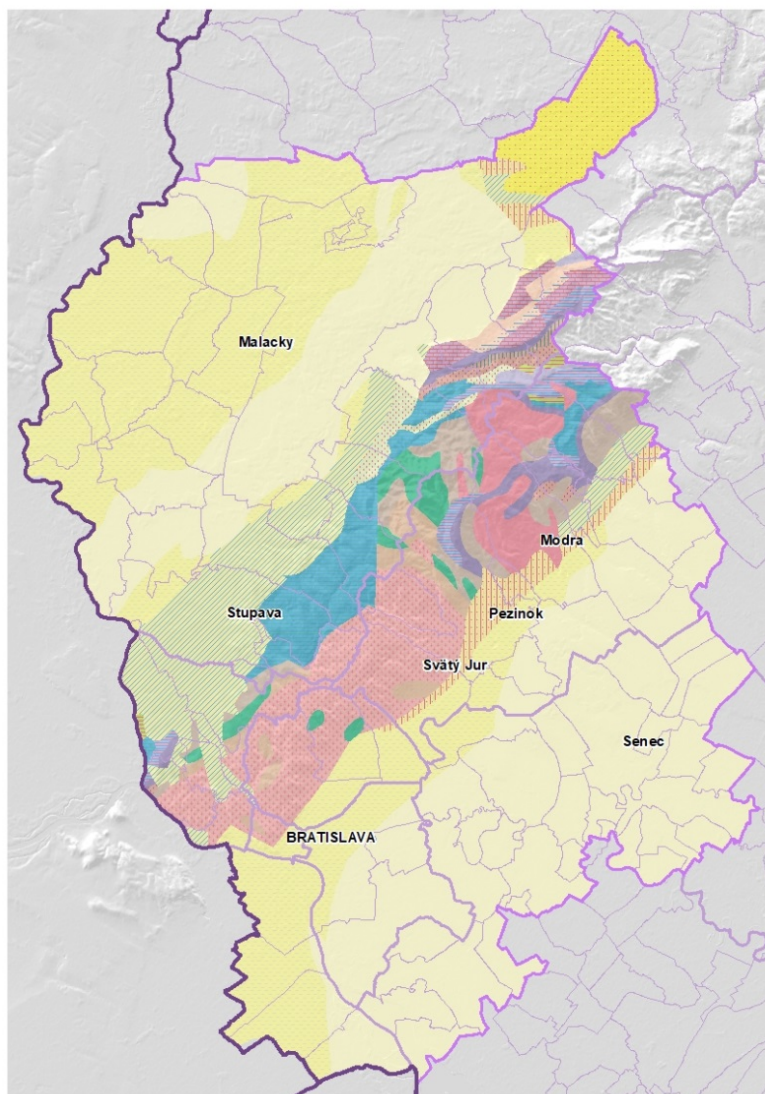 Malacky
Modra
Stupava
Pezinok
Svätý Jur
Senec
BRATISLAVA